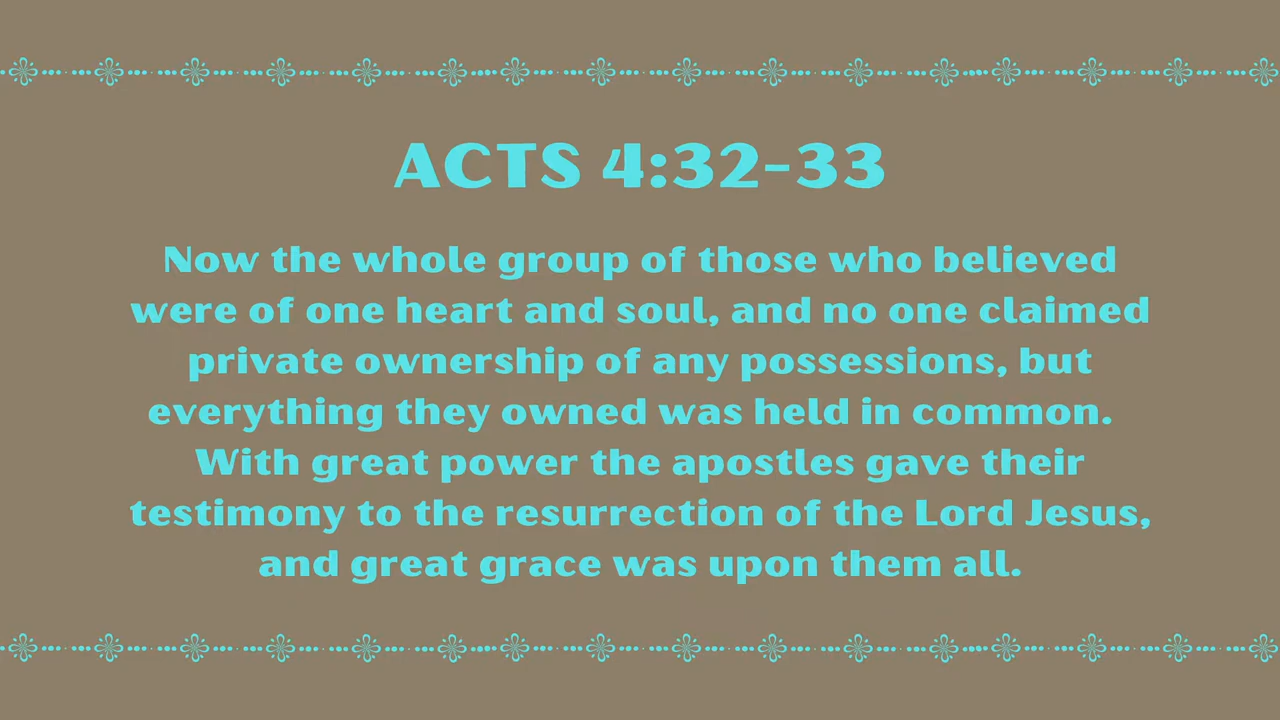 ACTS 4:32-33
Now the whole group of those who believed
were of one heart and soul, and no one claimed
private ownership of any possessions, but
everything they owned was held in common.
With great power the apostles gave their
testimony to the resurrection of the Lord Jesus,
and great grace was upon them all.